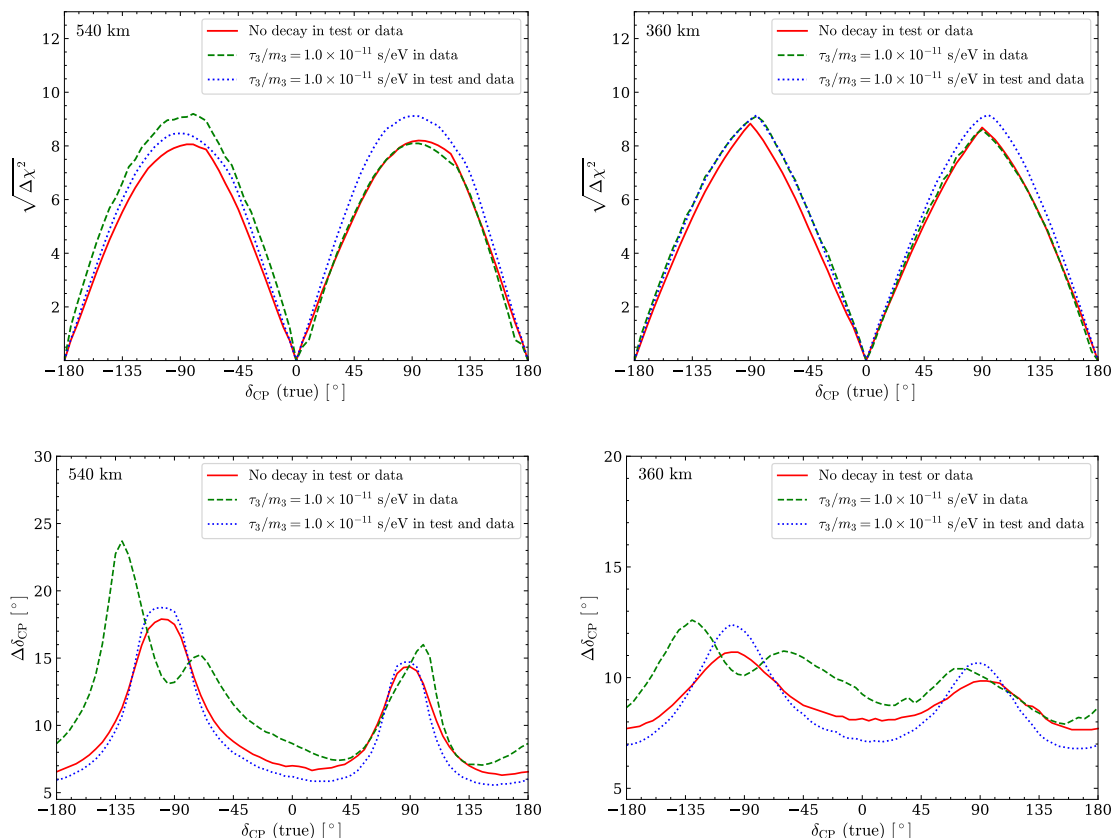 540 km
No decay in test or data
τ₃/m₃ = 1.0 × 10⁻¹¹ s/eV in data
τ₃/m₃ = 1.0 × 10⁻¹¹ s/eV in test and data
12
10
8
6
4
2
√Δχ²
−180 −135 −90 −45 0 45 90 135 180
δCP (true) [°]
360 km
No decay in test or data
τ₃/m₃ = 1.0 × 10⁻¹¹ s/eV in data
τ₃/m₃ = 1.0 × 10⁻¹¹ s/eV in test and data
12
10
8
6
4
2
√Δχ²
−180 −135 −90 −45 0 45 90 135 180
δCP (true) [°]
540 km
No decay in test or data
τ₃/m₃ = 1.0 × 10⁻¹¹ s/eV in data
τ₃/m₃ = 1.0 × 10⁻¹¹ s/eV in test and data
30
25
20
15
10
5
ΔδCP [°]
−180 −135 −90 −45 0 45 90 135 180
δCP (true) [°]
360 km
No decay in test or data
τ₃/m₃ = 1.0 × 10⁻¹¹ s/eV in data
τ₃/m₃ = 1.0 × 10⁻¹¹ s/eV in test and data
20
15
10
5
ΔδCP [°]
−180 −135 −90 −45 0 45 90 135 180
δCP (true) [°]